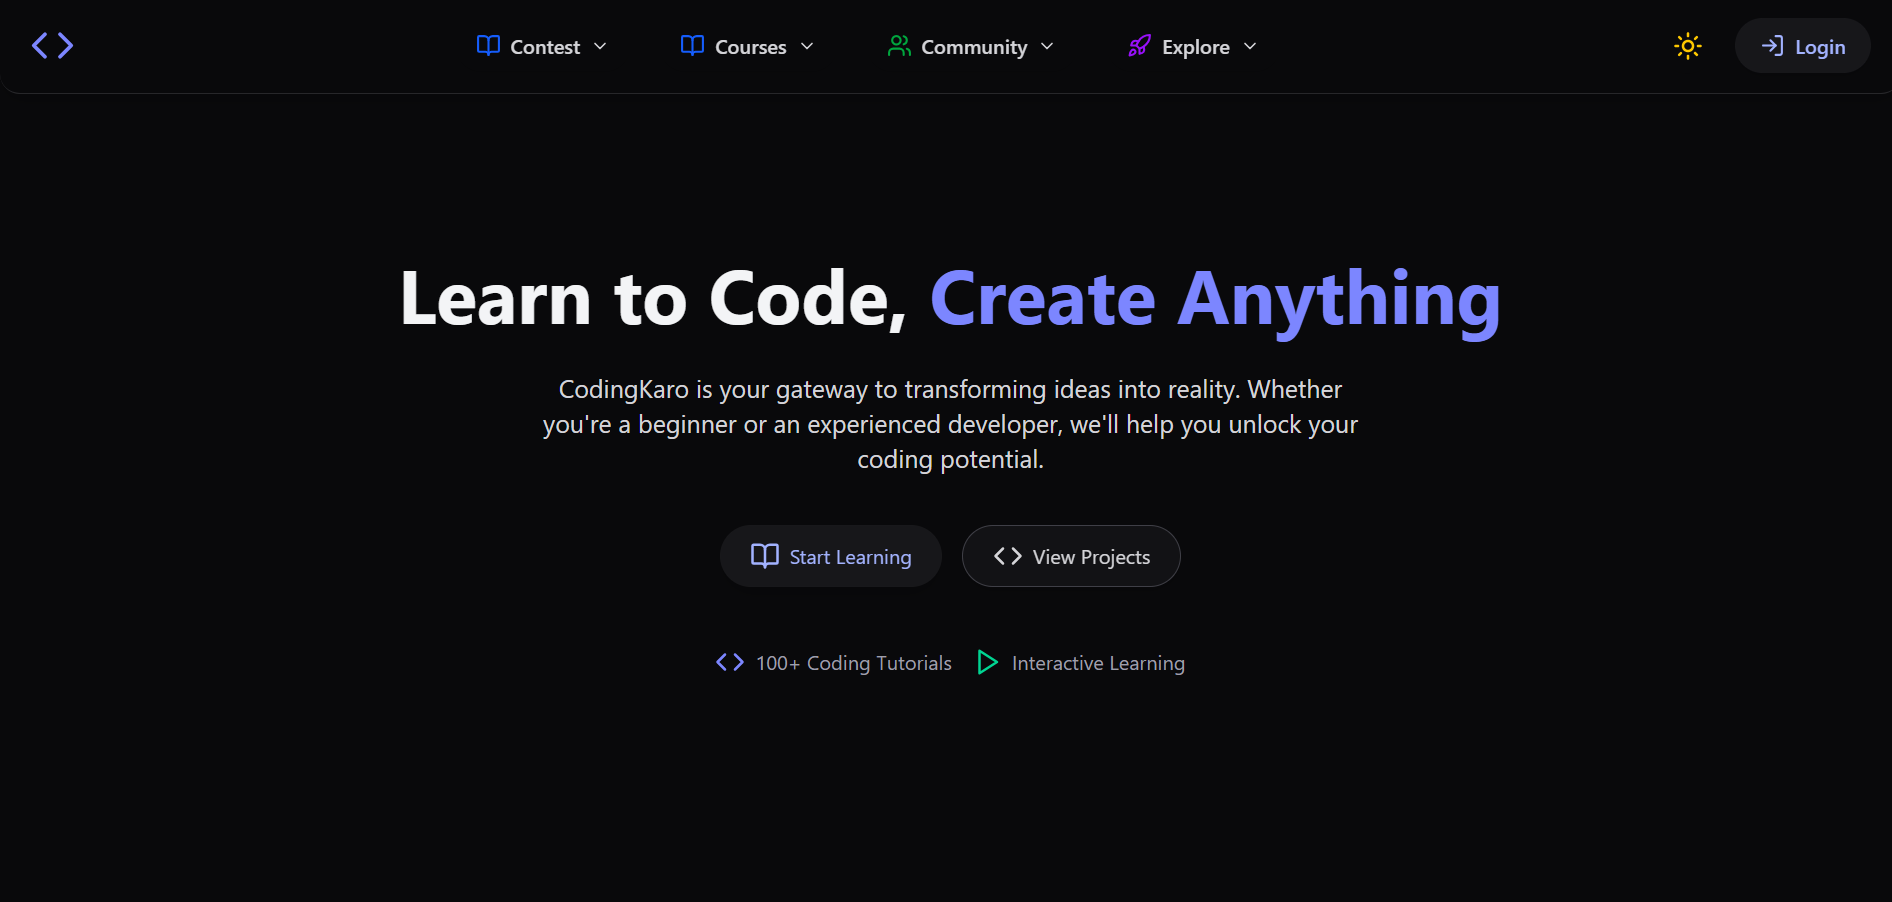 Contest
Courses
Community
Explore
Login
Learn to Code, Create Anything
CodingKaro is your gateway to transforming ideas into reality. Whether
you're a beginner or an experienced developer, we'll help you unlock your
coding potential.
Start Learning
View Projects
100+ Coding Tutorials
Interactive Learning